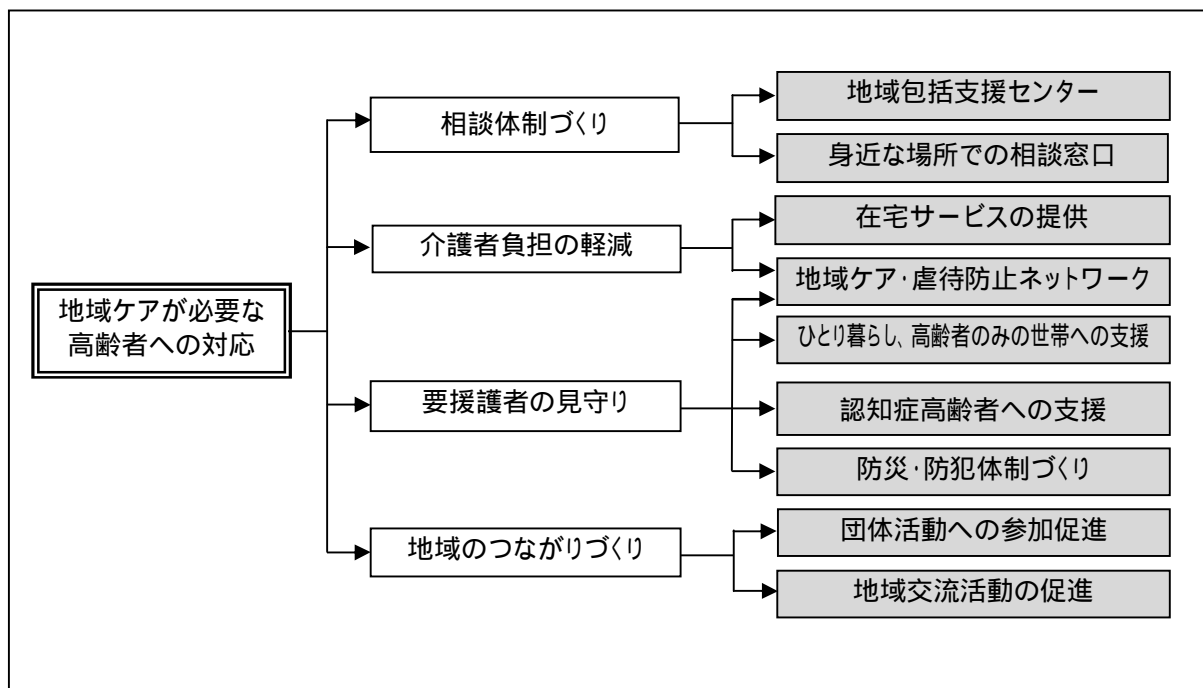 地域ケアが必要な
高齢者への対応
相談体制づくり
地域包括支援センター
身近な場所での相談窓口
介護者負担の軽減
在宅サービスの提供
地域ケア・虐待防止ネットワーク
要援護者の見守り
ひとり暮らし、高齢者のみの世帯への支援
認知症高齢者への支援
防災・防犯体制づくり
地域のつながりづくり
団体活動への参加促進
地域交流活動の促進